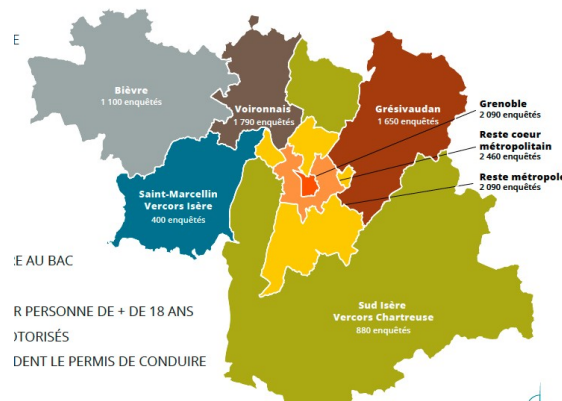 E
Bièvre
1 100 enquêtés
Voironnais
1 790 enquêtés
Grésivaudan
1 650 enquêtés
Grenoble
2 090 enquêtés
Reste coeur
métropolitain
2 460 enquêtés
Reste métropole
2 090 enquêtés
Saint-Marcellin
Vercors Isère
400 enquêtés
Sud Isère
Vercors Chartreuse
880 enquêtés
E AU BAC
R PERSONNE DE + DE 18 ANS
OTORISÉS
DENT LE PERMIS DE CONDUIRE